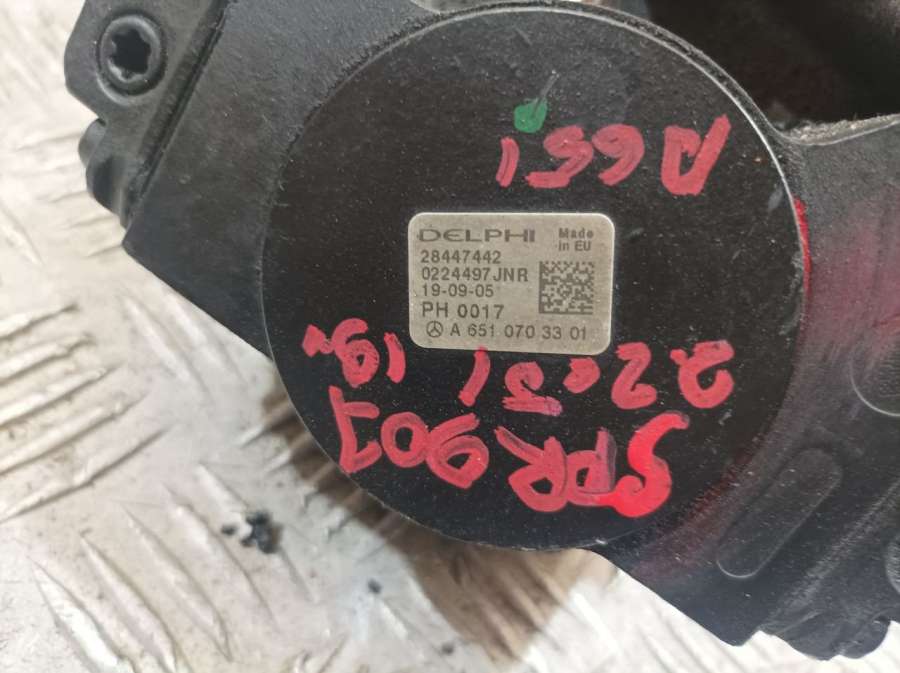 DELPHI Made in EU
28447442
0224497JNR
19-09-05
PH 0017
A 651 070 33 01
A651
2.2 CDI 19"
SPR 907